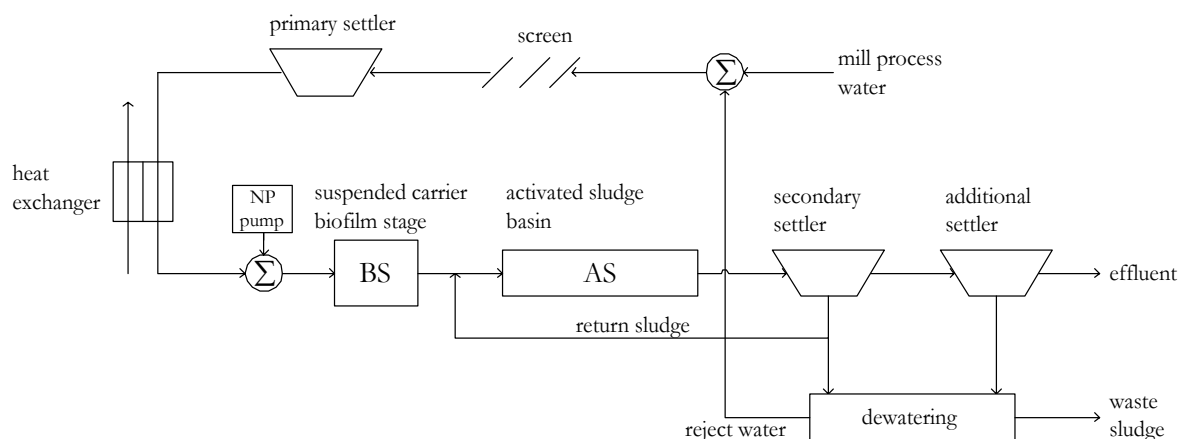 primary settler
screen
Σ
mill process
water
heat
exchanger
NP
pump
suspended carrier
biofilm stage
activated sludge
basin
secondary
settler
additional
settler
Σ
BS
AS
effluent
return sludge
dewatering
reject water
waste
sludge